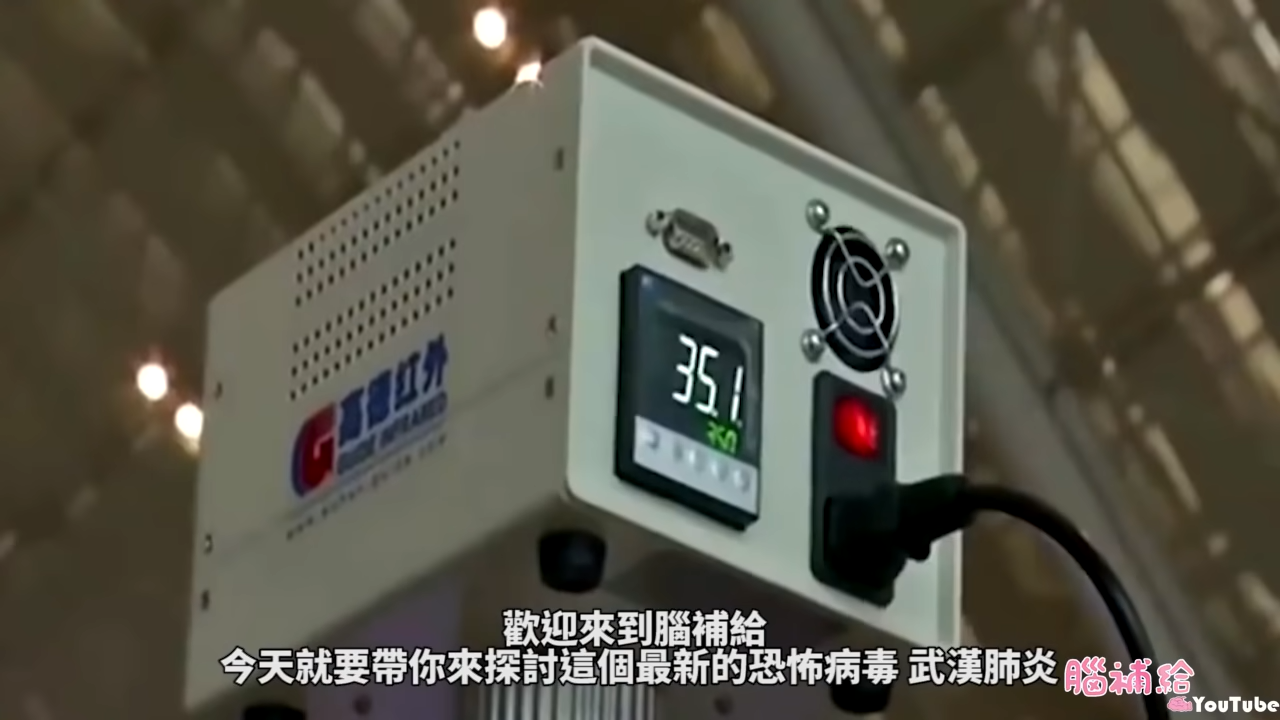 35.1
350
高德红外
GUIDE INFRARED
歡迎來到腦補給
今天就要帶你來探討這個最新的恐怖病毒 武漢肺炎
腦補給
YouTube